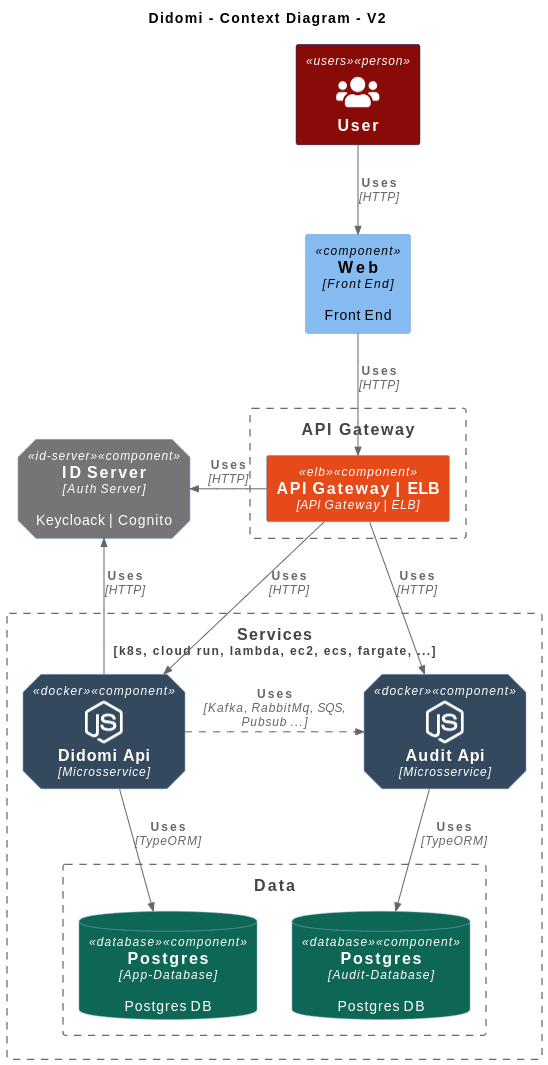 Didomi - Context Diagram - V2
«users»«person»
User
Uses
[HTTP]
«component»
Web
[Front End]
Front End
Uses
[HTTP]
API Gateway
«elb»«component»
API Gateway | ELB
[API Gateway | ELB]
Uses
[HTTP]
«id-server»«component»
ID Server
[Auth Server]
Keycloack | Cognito
Uses
[HTTP]
Uses
[HTTP]
Uses
[HTTP]
Services
[k8s, cloud run, lambda, ec2, ecs, fargate, ...]
«docker»«component»
JS
Didomi Api
[Microsservice]
Uses
[Kafka, RabbitMq, SQS,
Pubsub ...]
«docker»«component»
JS
Audit Api
[Microsservice]
Uses
[TypeORM]
Uses
[TypeORM]
Data
«database»«component»
Postgres
[App-Database]
Postgres DB
«database»«component»
Postgres
[Audit-Database]
Postgres DB